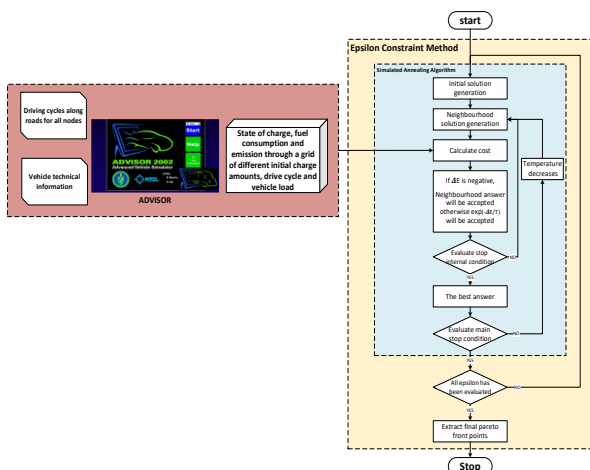 start
Epsilon Constraint Method
Simulated Annealing Algorithm
Initial solution
generation
Neighbourhood
solution generation
Calculate cost
If ΔE is negative,
Neighbourhood answer
will be accepted
otherwise exp(-ΔE/T)
will be accepted
Evaluate stop
internal condition
NO
YES
The best answer
Evaluate main
stop condition
NO
YES
Temperature
decreases
All epsilon has
been evaluated
NO
YES
Extract final pareto
front points
Stop
Driving cycles along
roads for all nodes
Vehicle technical
information
Start
Help
ADVISOR 2002
Advanced Vehicle Simulator
NREL
ADVISOR
State of charge, fuel
consumption and
emission through a grid
of different initial charge
amounts, drive cycle and
vehicle load